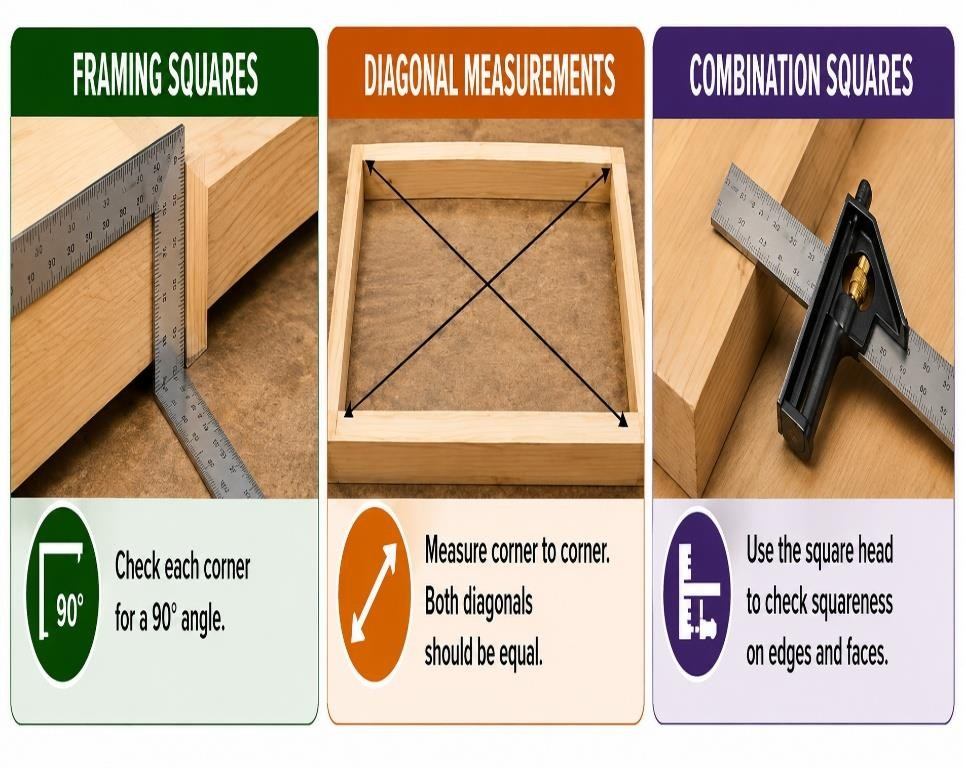 FRAMING SQUARES
DIAGONAL MEASUREMENTS
COMBINATION SQUARES
90°
Check each corner
for a 90° angle.
Measure corner to corner.
Both diagonals
should be equal.
Use the square head
to check squareness
on edges and faces.